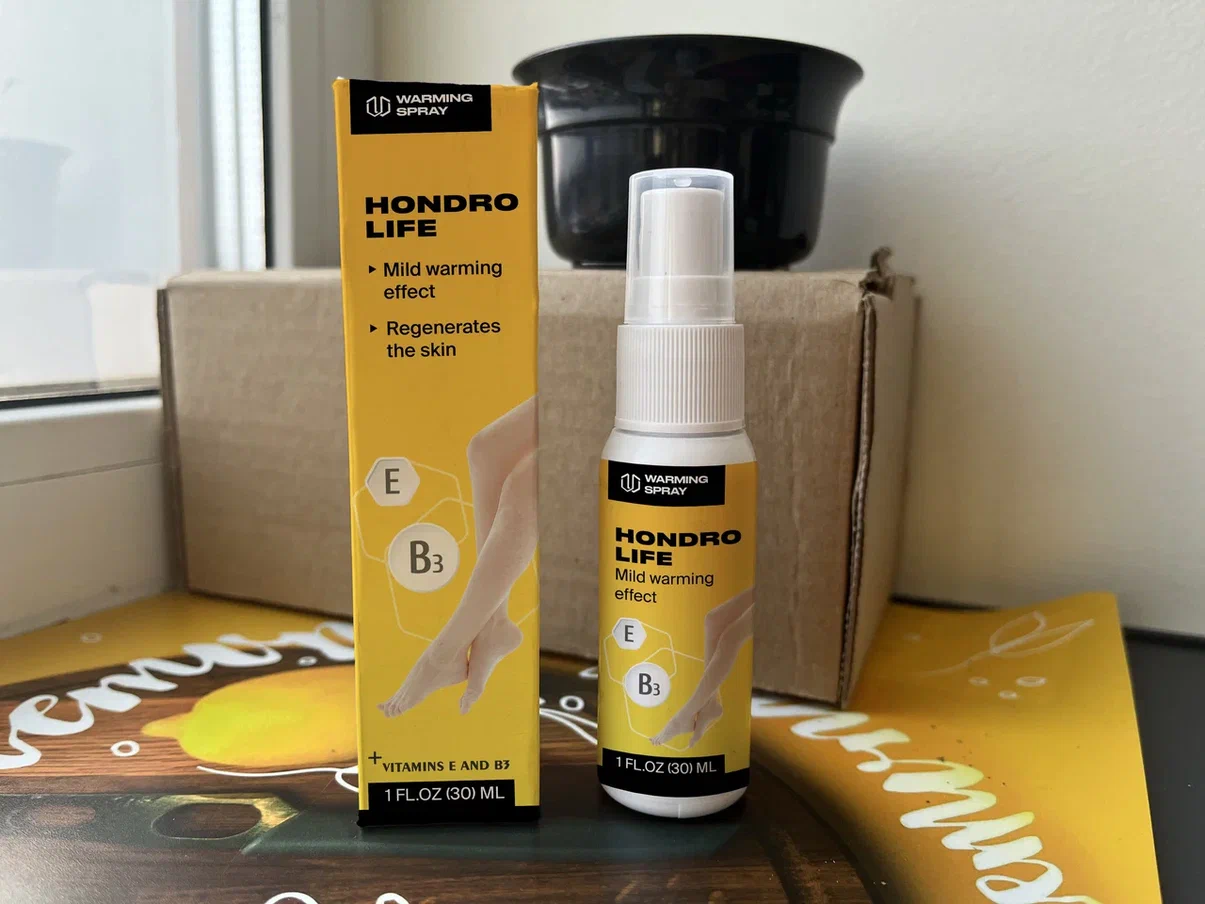 WARMING
SPRAY
HONDRO
LIFE
Mild warming
effect
Regenerates
the skin
E
B3
+VITAMINS E AND B3
1 FL.OZ (30) ML
WARMING
SPRAY
HONDRO
LIFE
Mild warming
effect
E
B3
1 FL.OZ (30) ML